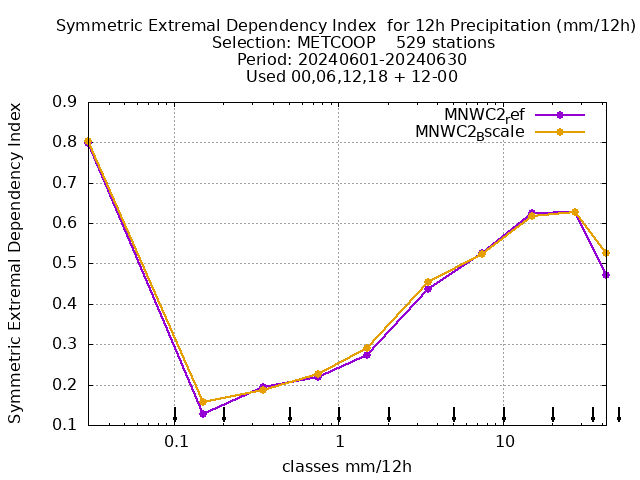 Symmetric Extremal Dependency Index  for 12h Precipitation (mm/12h)
Selection: METCOOP    529 stations
Period: 20240601-20240630
Used 00,06,12,18 + 12-00
MNWC2ref
MNWC2Bscale
Symmetric Extremal Dependency Index
0.9
0.8
0.7
0.6
0.5
0.4
0.3
0.2
0.1
0.1 1 10
classes mm/12h